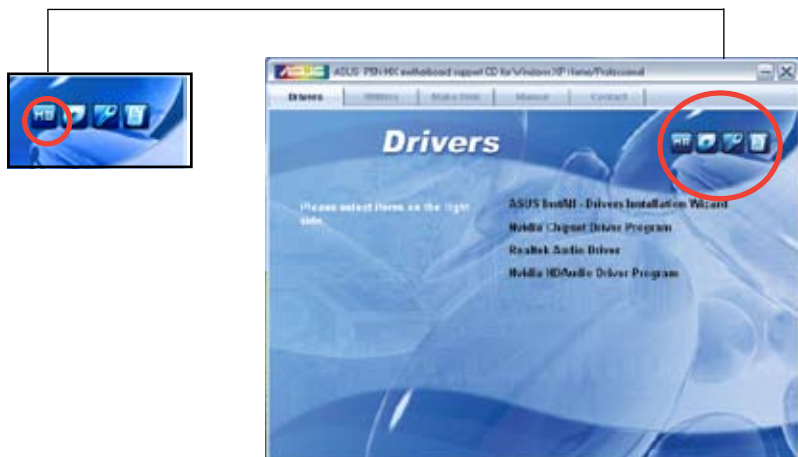 MB
ASUS P5N-MX motherboard support CD for Windows XP Home/Professional
Drivers Utilities Make Disk Manual Contact
Drivers
MB
Please select items on the right side.
ASUS InstAll - Drivers Installation Wizard
Nvidia Chipset Driver Program
Realtek Audio Driver
Nvidia HDAudio Driver Program